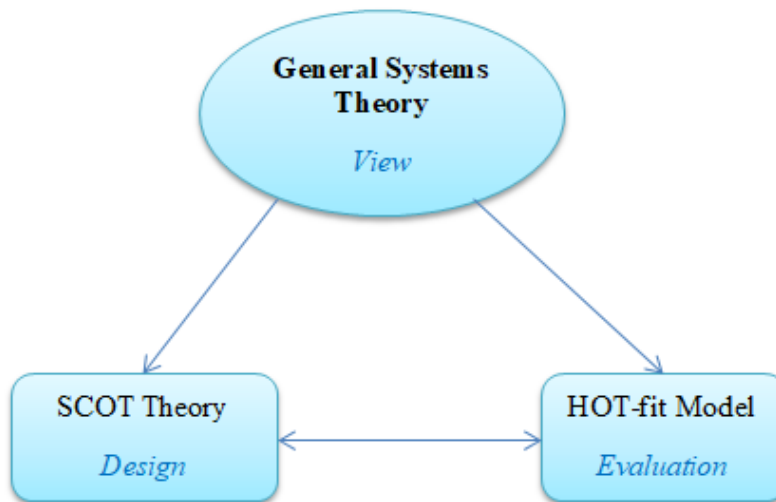 General Systems
Theory
View
SCOT Theory
Design
HOT-fit Model
Evaluation